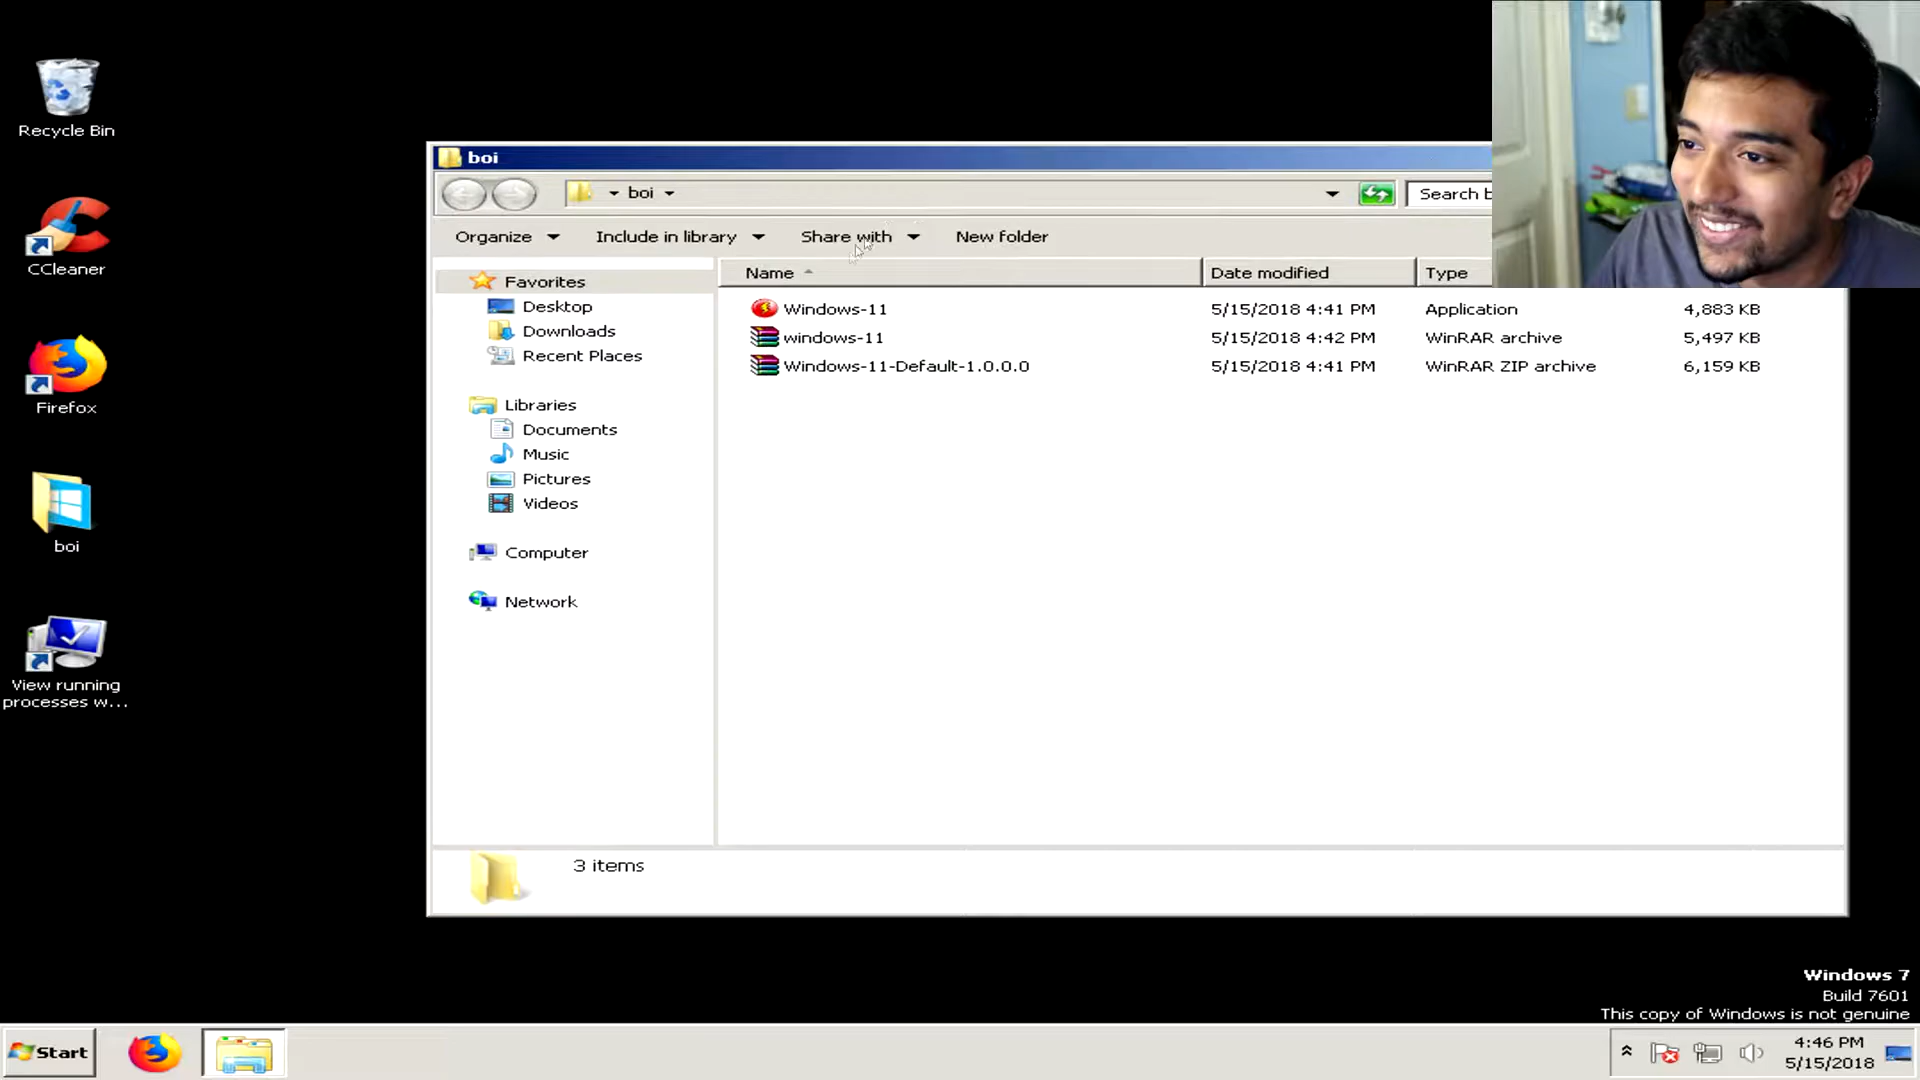 Recycle Bin
CCleaner
Firefox
boi
View running
processes w...
boi
boi
Search b
Organize
Include in library
Share with
New folder
Favorites
Desktop
Downloads
Recent Places
Libraries
Documents
Music
Pictures
Videos
Computer
Network
Name
Date modified
Type
Windows-11
5/15/2018 4:41 PM
Application
4,883 KB
windows-11
5/15/2018 4:42 PM
WinRAR archive
5,497 KB
Windows-11-Default-1.0.0.0
5/15/2018 4:41 PM
WinRAR ZIP archive
6,159 KB
3 items
Windows 7
Build 7601
This copy of Windows is not genuine
Start
4:46 PM
5/15/2018